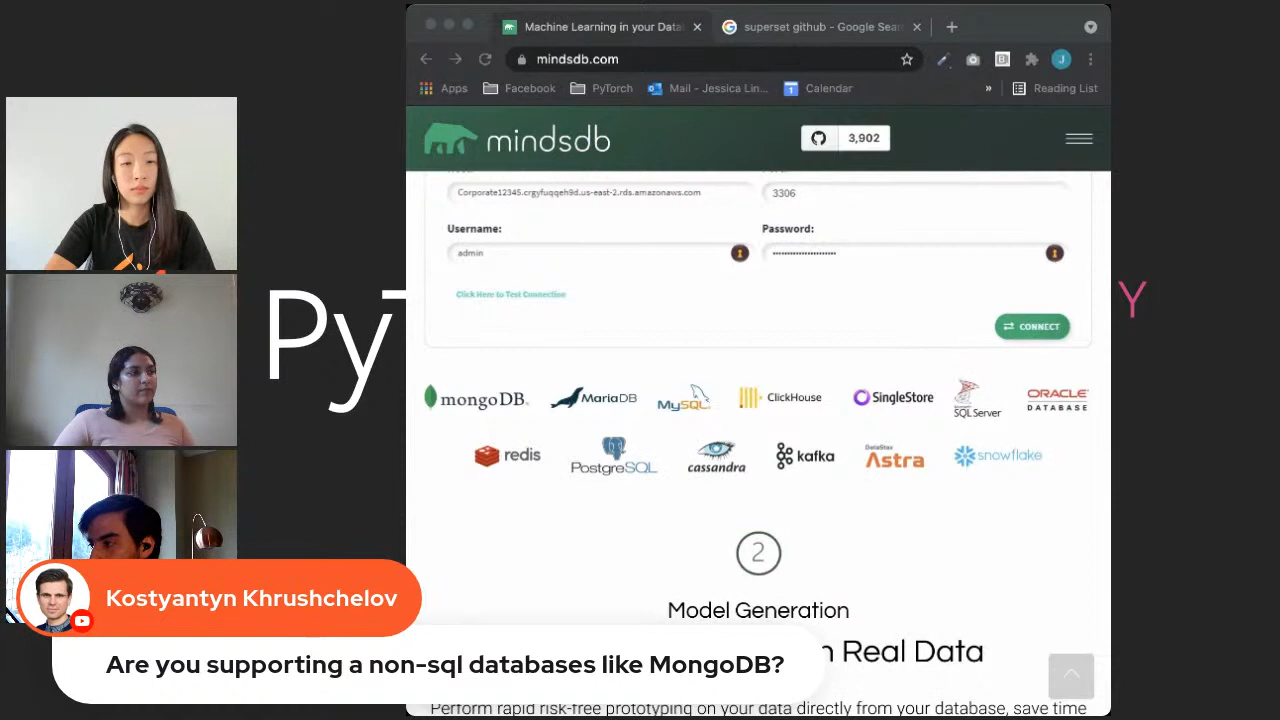 Machine Learning in your Data
superset github - Google Sear
mindsdb.com
J
Apps
Facebook
PyTorch
Mail - Jessica Lin...
Calendar
»
Reading List
mindsdb
3,902
Corporate12345.crgyfuqqeh9d.us-east-2.rds.amazonaws.com
3306
Username:
Password:
admin
Click Here to Test Connection
CONNECT
Py
Y
mongoDB.
MariaDB
MySQL
ClickHouse
SingleStore
SQL Server
ORACLE
DATABASE
redis
PostgreSQL
cassandra
kafka
DataStax
Astra
snowflake
2
Model Generation
n Real Data
Perform rapid risk-free prototyping on your data directly from your database, save time
Kostyantyn Khrushchelov
Are you supporting a non-sql databases like MongoDB?